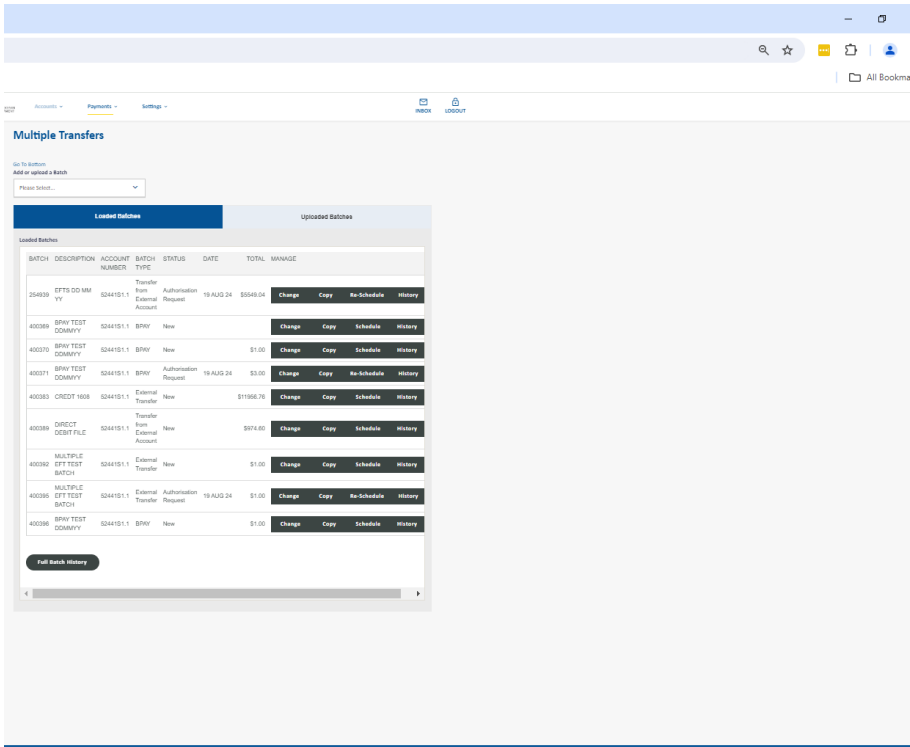 All Bookma
Accounts
Payments
Settings
INBOX
LOGOUT
Multiple Transfers
Go To Bottom
Add or upload a Batch
Please Select...
Loaded Batches
Uploaded Batches
Loaded Batches
BATCH DESCRIPTION ACCOUNT NUMBER BATCH TYPE STATUS DATE TOTAL MANAGE
254939 EFTS DD MM YY 52441S1.1 Transfer from External Account Authorisation Request 19 AUG 24 $5549.04 Change Copy Re-Schedule History
400369 BPAY TEST DDMMYY 52441S1.1 BPAY New Change Copy Schedule History
400370 BPAY TEST DDMMYY 52441S1.1 BPAY New $1.00 Change Copy Schedule History
400371 BPAY TEST DDMMYY 52441S1.1 BPAY Authorisation Request 19 AUG 24 $3.00 Change Copy Re-Schedule History
400383 CREDT 1608 52441S1.1 External Transfer New $11956.76 Change Copy Schedule History
400389 DIRECT DEBIT FILE 52441S1.1 Transfer from External Account New $974.60 Change Copy Schedule History
400392 MULTIPLE EFT TEST BATCH 52441S1.1 External Transfer New $1.00 Change Copy Schedule History
400395 MULTIPLE EFT TEST BATCH 52441S1.1 External Transfer Authorisation Request 19 AUG 24 $1.00 Change Copy Re-Schedule History
400396 BPAY TEST DDMMYY 52441S1.1 BPAY New $1.00 Change Copy Schedule History
Full Batch History